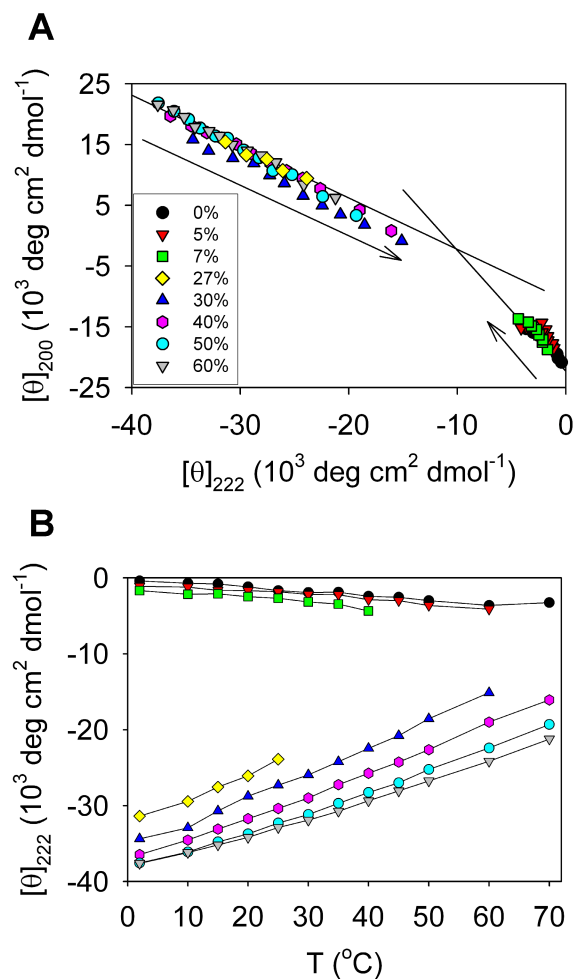 A
25
15
5
-5
-15
-25
[θ]200 (10³ deg cm² dmol⁻¹)
0%
5%
7%
27%
30%
40%
50%
60%
-40 -30 -20 -10 0
[θ]222 (10³ deg cm² dmol⁻¹)
B
0
-10
-20
-30
-40
[θ]222 (10³ deg cm² dmol⁻¹)
0 10 20 30 40 50 60 70
T (°C)